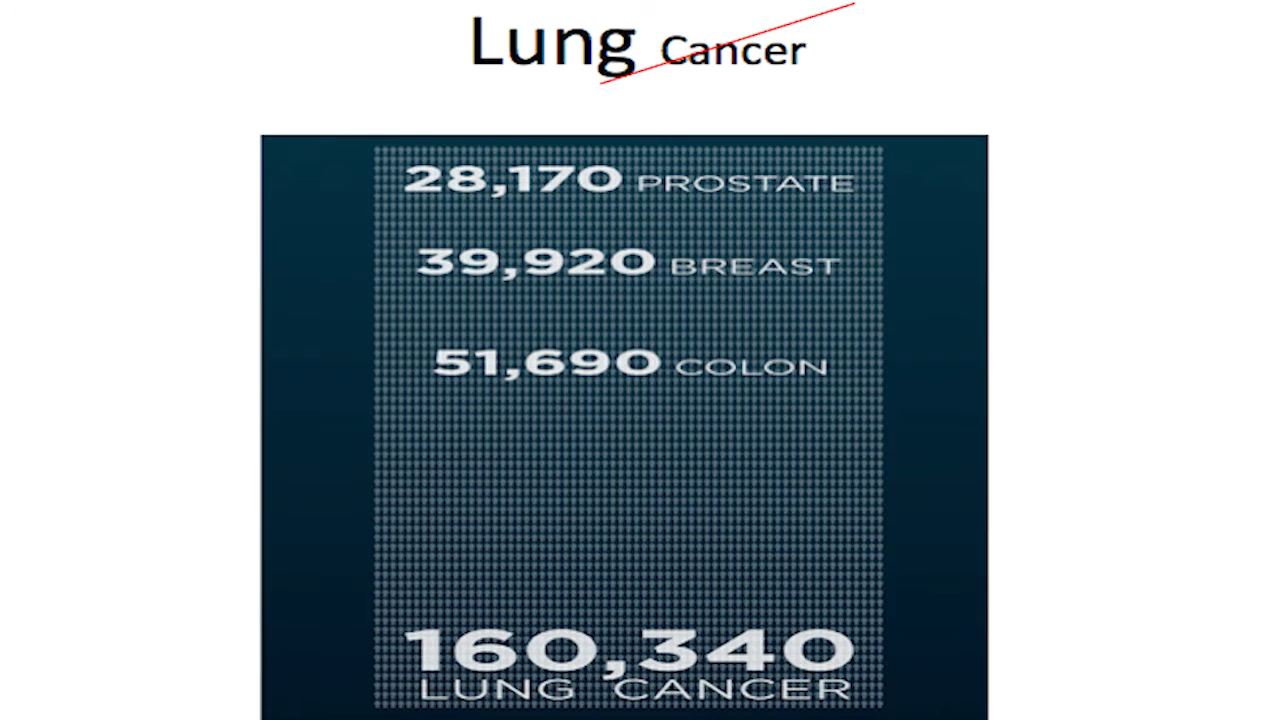 Lung Cancer
28,170 PROSTATE
39,920 BREAST
51,690 COLON
160,340
LUNG CANCER